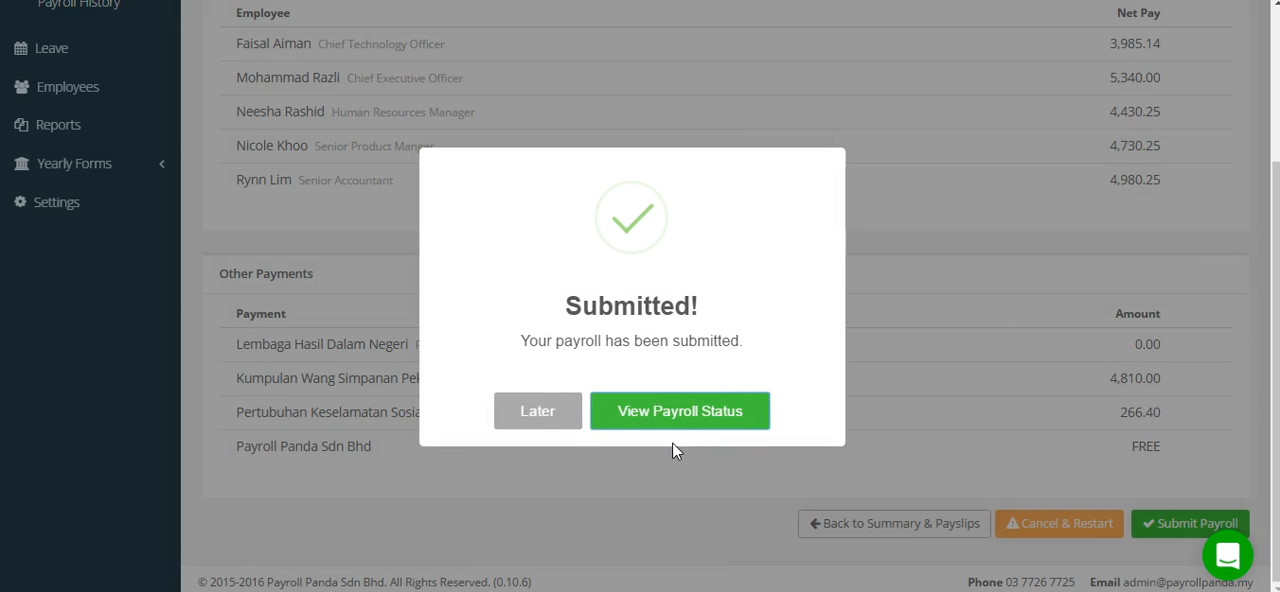 Payroll History
Leave
Employees
Reports
Yearly Forms
Settings
Employee Net Pay
Faisal Aiman Chief Technology Officer 3,985.14
Mohammad Razli Chief Executive Officer 5,340.00
Neesha Rashid Human Resources Manager 4,430.25
Nicole Khoo Senior Product Manger 4,730.25
Rynn Lim Senior Accountant 4,980.25
Submitted!
Your payroll has been submitted.
Later View Payroll Status
Other Payments
Payment Amount
Lembaga Hasil Dalam Negeri 0.00
Kumpulan Wang Simpanan 4,810.00
Pertubuhan Keselamatan 266.40
Payroll Panda Sdn Bhd FREE
Back to Summary & Payslips Cancel & Restart Submit Payroll
© 2015-2016 Payroll Panda Sdn Bhd. All Rights Reserved. (0.10.6) Phone 03 7726 7725 Email admin@payrollpanda.my